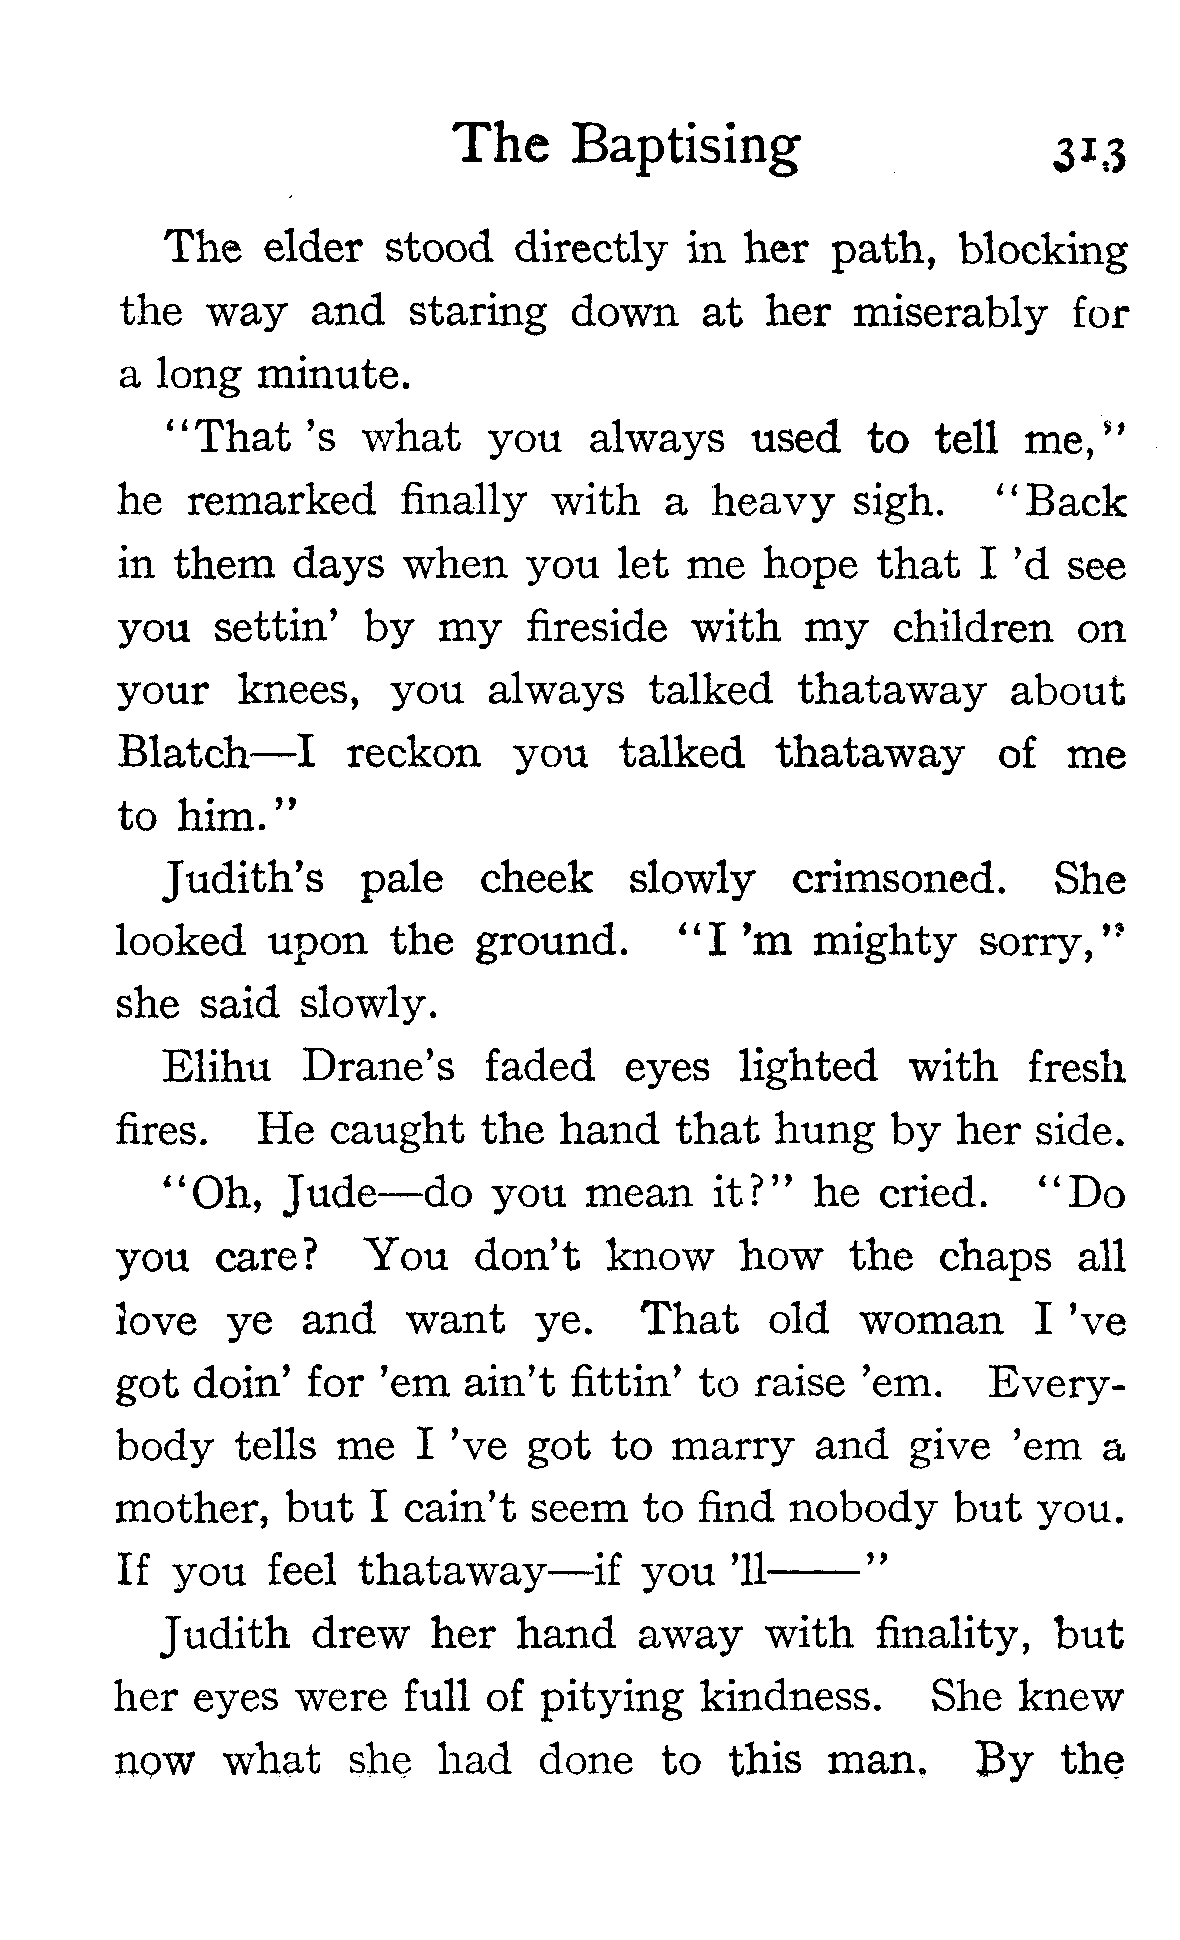 The Baptising 313
The elder stood directly in her path, blocking
the way and staring down at her miserably for
a long minute.
"That 's what you always used to tell me,"
he remarked finally with a heavy sigh. "Back
in them days when you let me hope that I 'd see
you settin' by my fireside with my children on
your knees, you always talked thataway about
Blatch—I reckon you talked thataway of me
to him."
Judith's pale cheek slowly crimsoned. She
looked upon the ground. "I 'm mighty sorry,"
she said slowly.
Elihu Drane's faded eyes lighted with fresh
fires. He caught the hand that hung by her side.
"Oh, Jude—do you mean it?" he cried. "Do
you care? You don't know how the chaps all
love ye and want ye. That old woman I 've
got doin' for 'em ain't fittin' to raise 'em. Every-
body tells me I 've got to marry and give 'em a
mother, but I cain't seem to find nobody but you.
If you feel thataway—if you 'll——"
Judith drew her hand away with finality, but
her eyes were full of pitying kindness. She knew
now what she had done to this man. By the